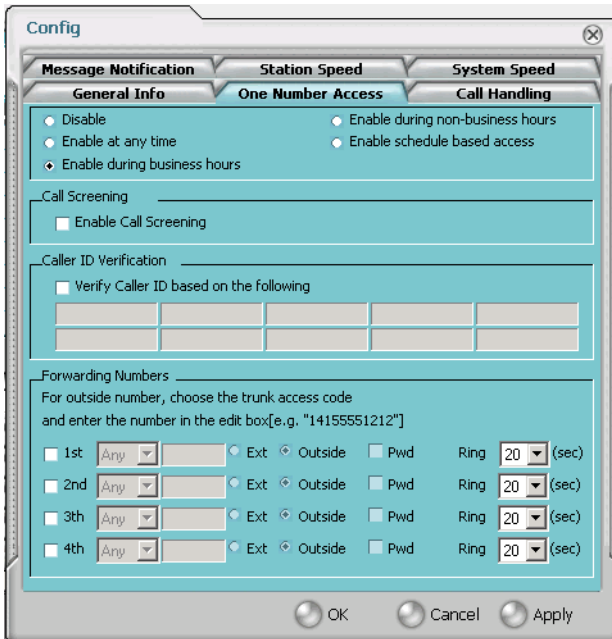 Config
Message Notification Station Speed System Speed
General Info One Number Access Call Handling
Disable Enable during non-business hours
Enable at any time Enable schedule based access
Enable during business hours
Call Screening
Enable Call Screening
Caller ID Verification
Verify Caller ID based on the following
Forwarding Numbers
For outside number, choose the trunk access code
and enter the number in the edit box[e.g. "14155551212"]
1st Any Ext Outside Pwd Ring 20 (sec)
2nd Any Ext Outside Pwd Ring 20 (sec)
3th Any Ext Outside Pwd Ring 20 (sec)
4th Any Ext Outside Pwd Ring 20 (sec)
OK Cancel Apply